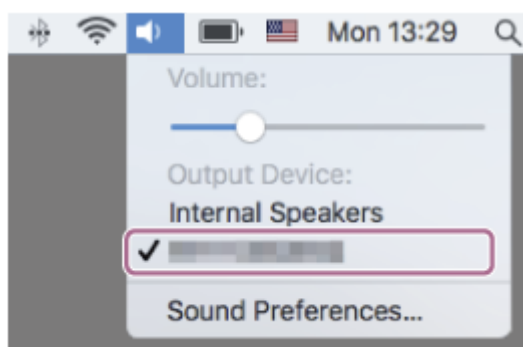 Mon 13:29
Volume:
Output Device:
Internal Speakers
Sound Preferences...